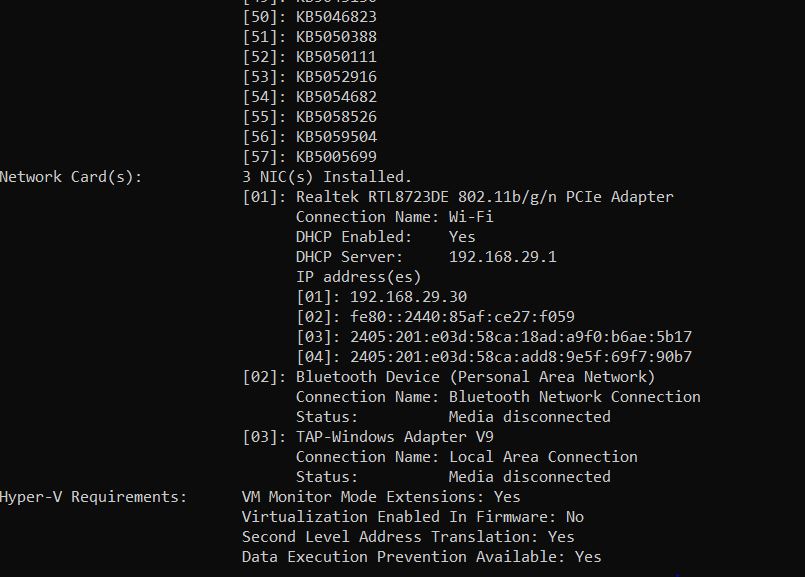 [50]: KB5046823
[51]: KB5050388
[52]: KB5050111
[53]: KB5052916
[54]: KB5054682
[55]: KB5058526
[56]: KB5059504
[57]: KB5005699
Network Card(s): 3 NIC(s) Installed.
[01]: Realtek RTL8723DE 802.11b/g/n PCIe Adapter
Connection Name: Wi-Fi
DHCP Enabled: Yes
DHCP Server: 192.168.29.1
IP address(es)
[01]: 192.168.29.30
[02]: fe80::2440:85af:ce27:f059
[03]: 2405:201:e03d:58ca:18ad:a9f0:b6ae:5b17
[04]: 2405:201:e03d:58ca:add8:9e5f:69f7:90b7
[02]: Bluetooth Device (Personal Area Network)
Connection Name: Bluetooth Network Connection
Status: Media disconnected
[03]: TAP-Windows Adapter V9
Connection Name: Local Area Connection
Status: Media disconnected
Hyper-V Requirements: VM Monitor Mode Extensions: Yes
Virtualization Enabled In Firmware: No
Second Level Address Translation: Yes
Data Execution Prevention Available: Yes